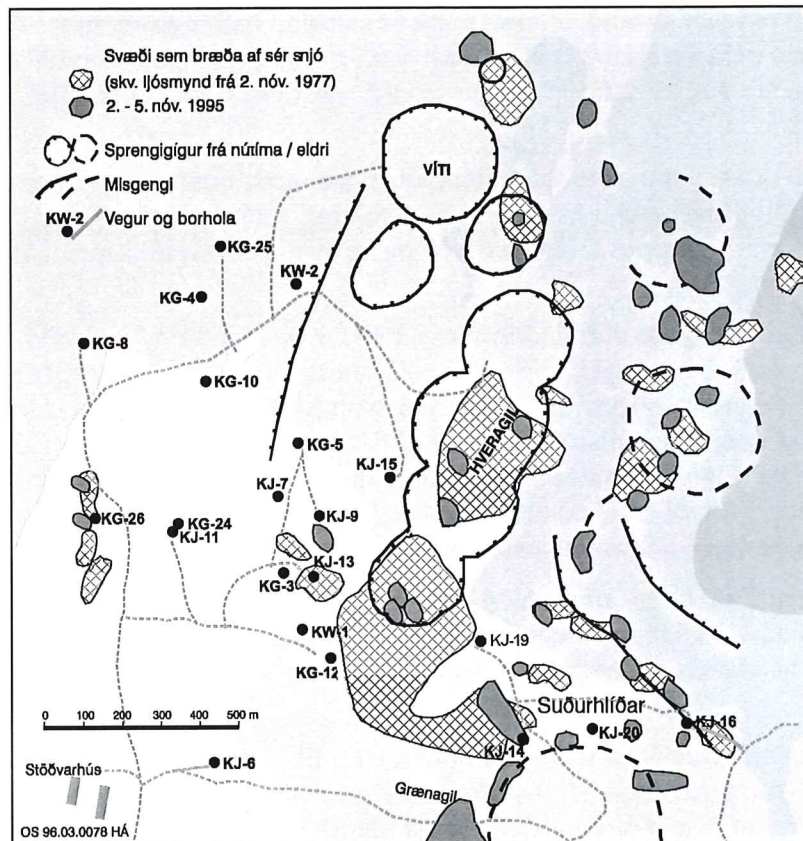 Svæði sem bræða af sér snjó
(skv. ljósmynd frá 2. nóv. 1977)
2. - 5. nóv. 1995
Sprengigígur frá nútíma / eldri
Misgengi
KW-2
Vegur og borhola
VÍTI
KG-25
KW-2
KG-4
KG-8
KG-10
KG-5
HVERAGIL
KJ-15
KJ-7
KG-26
KG-24
KJ-9
KJ-11
KG-3
KJ-13
KW-1
KJ-19
KG-12
Suðurhlíðar
0 100 200 300 400 500 m
KJ-16
KJ-20
KJ-14
KJ-6
Stöðvarhús
Grænagil
OS 96.03.0078 HÁ